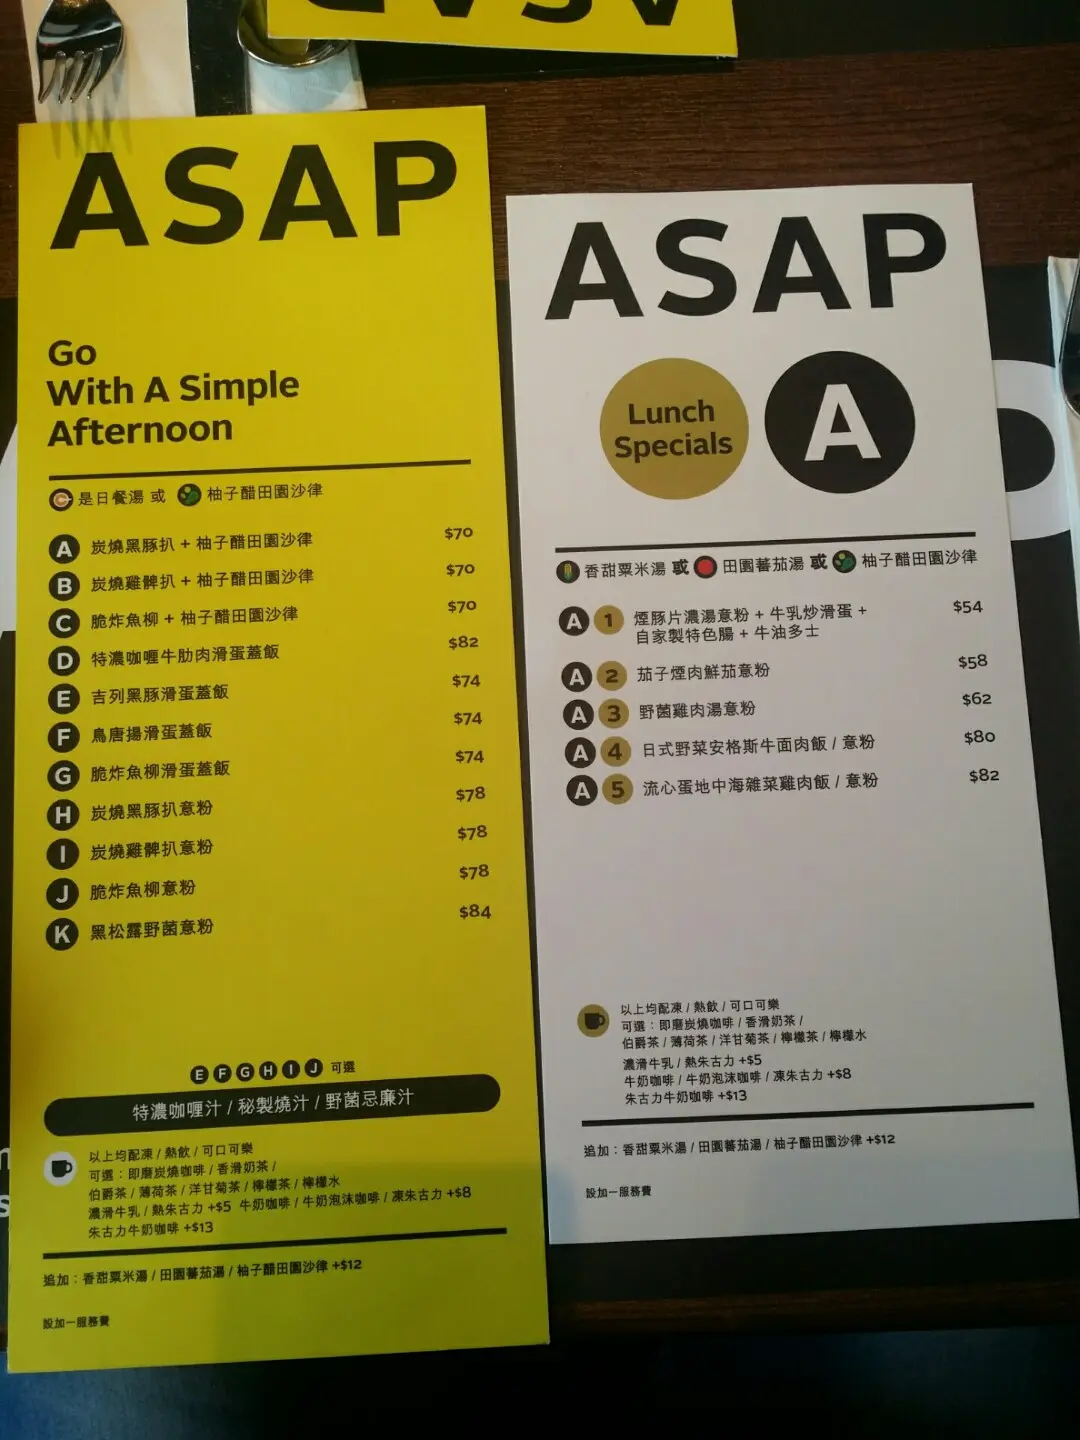 ASAP
ASAP
Go
With A Simple
Afternoon
是日餐湯 或 柚子醋田園沙律
A 炭燒黑豚扒 + 柚子醋田園沙律 $70
B 炭燒雞髀扒 + 柚子醋田園沙律 $70
C 脆炸魚柳 + 柚子醋田園沙律 $70
D 特濃咖喱牛肋肉滑蛋蓋飯 $82
E 吉列黑豚滑蛋蓋飯 $74
F 鳥唐揚滑蛋蓋飯 $74
G 脆炸魚柳滑蛋蓋飯 $74
H 炭燒黑豚扒意粉 $78
I 炭燒雞髀扒意粉 $78
J 脆炸魚柳意粉 $78
K 黑松露野菌意粉 $84
E F G H I J 可選
特濃咖喱汁 / 秘製燒汁 / 野菌忌廉汁
以上均配凍 / 熱飲 / 可口可樂
可選：即磨炭燒咖啡 / 香滑奶茶 /
伯爵茶 / 薄荷茶 / 洋甘菊茶 / 檸檬茶 / 檸檬水
濃滑牛乳 / 熱朱古力 +$5 牛奶咖啡 / 牛奶泡沫咖啡 / 凍朱古力 +$8
朱古力牛奶咖啡 +$13
追加：香甜粟米湯 / 田園蕃茄湯 / 柚子醋田園沙律 +$12
設加一服務費
ASAP
Lunch
Specials
A
香甜粟米湯 或 田園蕃茄湯 或 柚子醋田園沙律
A 1 煙豚片濃湯意粉 + 牛乳炒滑蛋 + $54
自家製特色腸 + 牛油多士
A 2 茄子煙肉鮮茄意粉 $58
A 3 野菌雞肉湯意粉 $62
A 4 日式野菜安格斯牛面肉飯 / 意粉 $80
A 5 流心蛋地中海雜菜雞肉飯 / 意粉 $82
以上均配凍 / 熱飲 / 可口可樂
可選：即磨炭燒咖啡 / 香滑奶茶 /
伯爵茶 / 薄荷茶 / 洋甘菊茶 / 檸檬茶 / 檸檬水
濃滑牛乳 / 熱朱古力 +$5
牛奶咖啡 / 牛奶泡沫咖啡 / 凍朱古力 +$8
朱古力牛奶咖啡 +$13
追加：香甜粟米湯 / 田園蕃茄湯 / 柚子醋田園沙律 +$12
設加一服務費